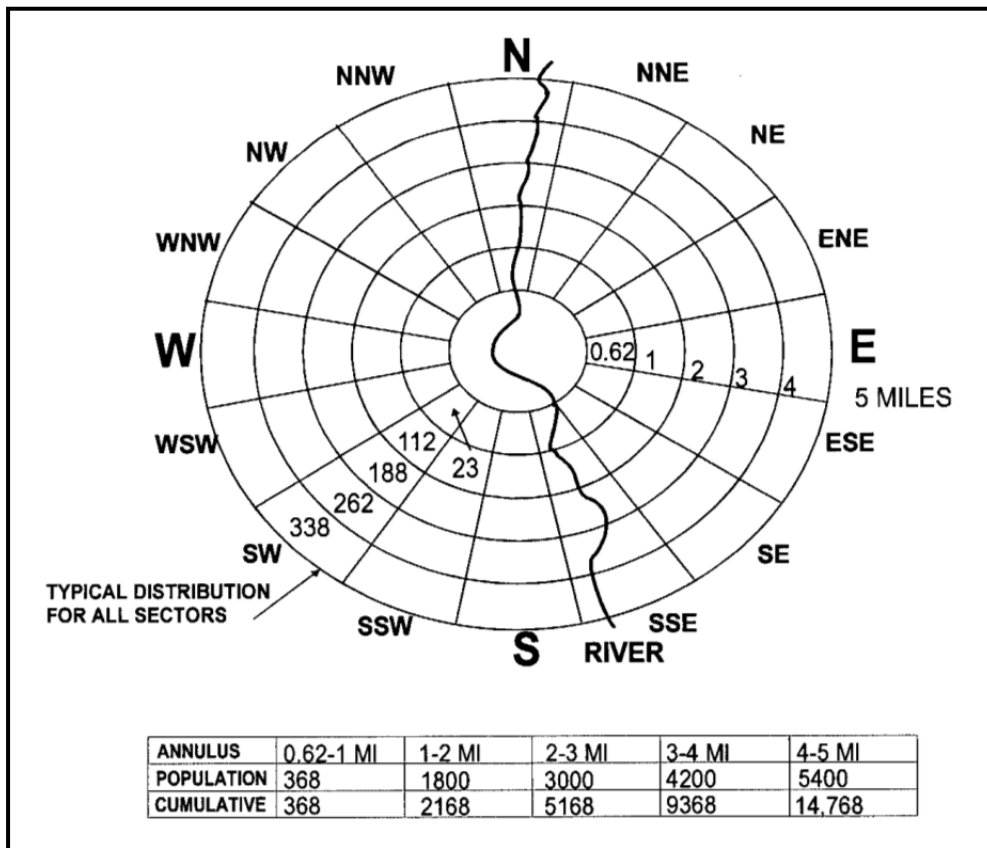 N
NNW
NNE
NW
NE
WNW
ENE
W
0.62
1
2
3
4
E
5 MILES
WSW
ESE
112
23
188
262
338
SW
SE
TYPICAL DISTRIBUTION
FOR ALL SECTORS
SSW
S
SSE
RIVER
ANNULUS 0.62-1 MI 1-2 MI 2-3 MI 3-4 MI 4-5 MI
POPULATION 368 1800 3000 4200 5400
CUMULATIVE 368 2168 5168 9368 14,768